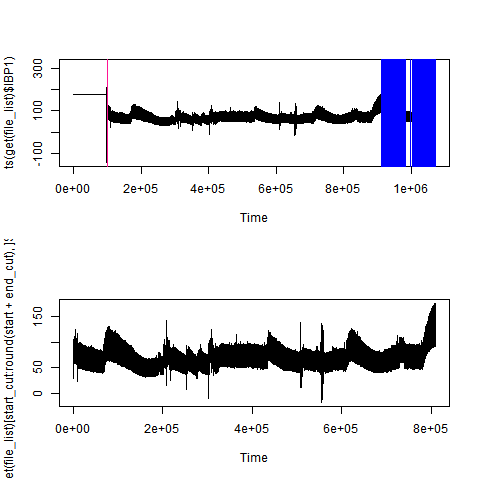 ts(get(file_list)$IBP1)
300
100
-100
0e+00 2e+05 4e+05 6e+05 8e+05 1e+06
Time
et(file_list)[start_cut:round(start + end_cut), ]$
150
50
0
0e+00 2e+05 4e+05 6e+05 8e+05
Time